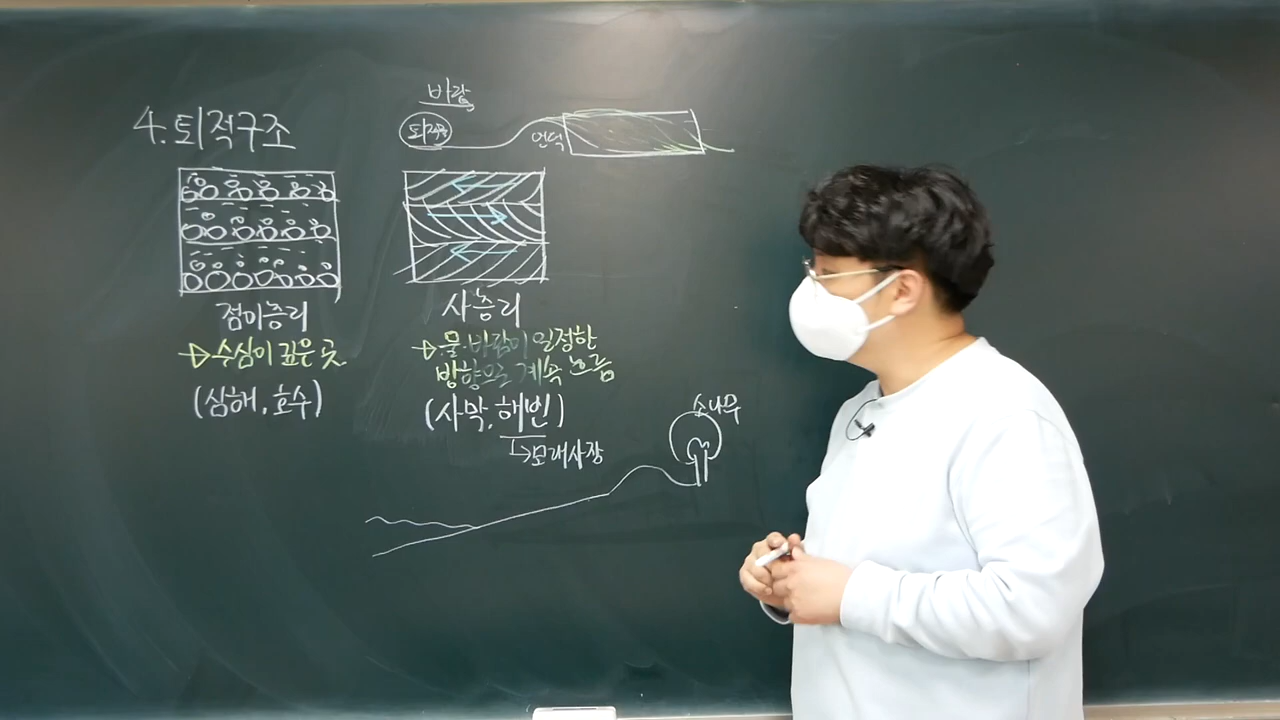 4. 퇴적구조
바람
퇴적물
언덕
점이층리
→ 수심이 깊은 곳
(심해, 호수)
사층리
→ 물·바람이 일정한
방향으로 계속 흐름
(사막, 해빈)
→ 모래사장
소나무